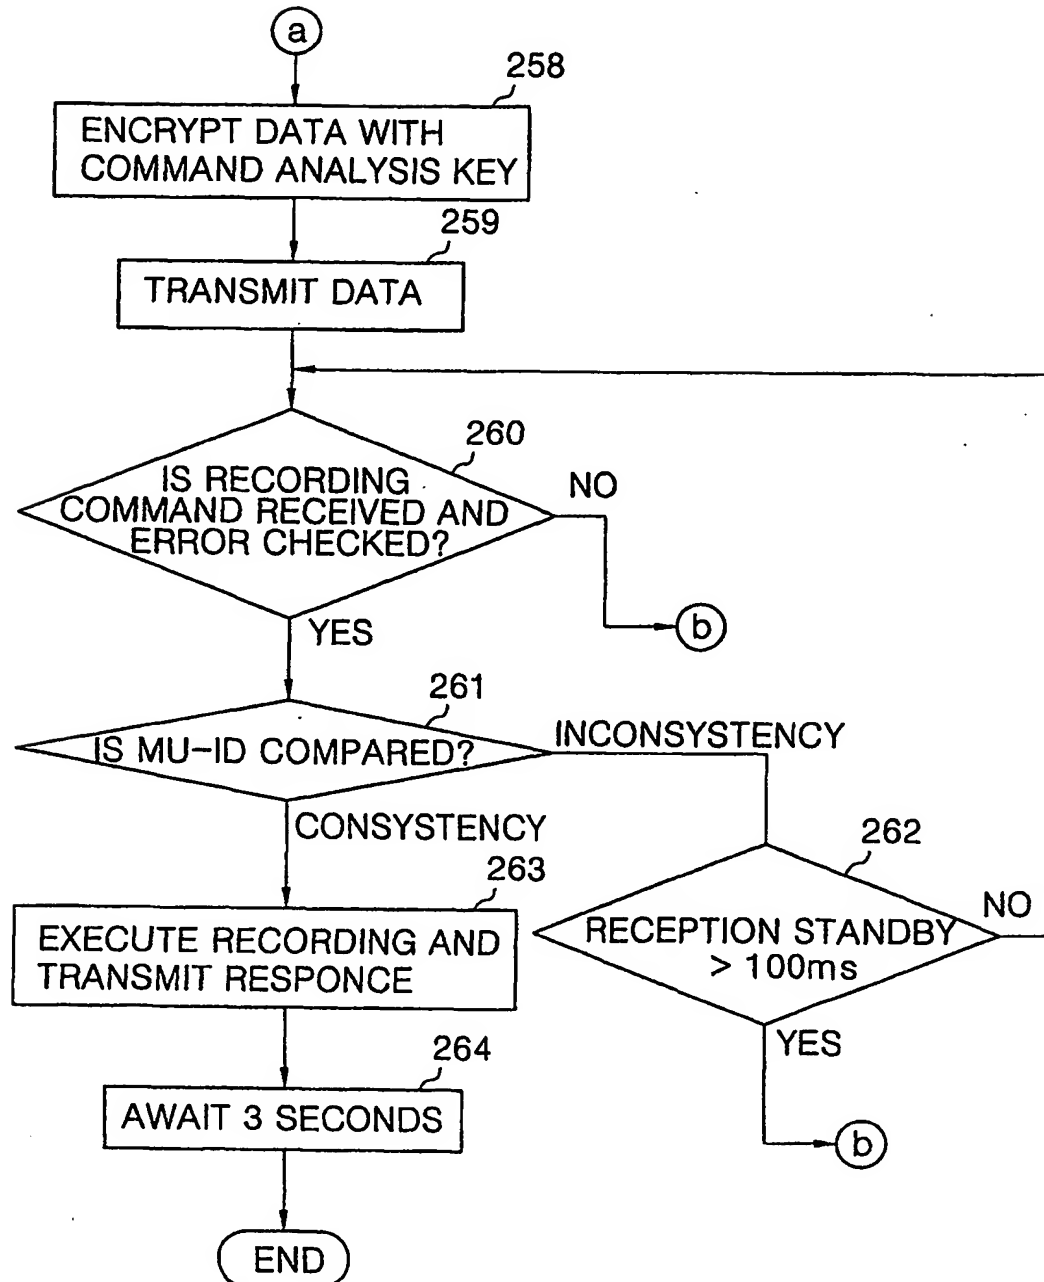 a
258
ENCRYPT DATA WITH
COMMAND ANALYSIS KEY
259
TRANSMIT DATA
260
IS RECORDING
COMMAND RECEIVED AND
ERROR CHECKED?
NO
b
YES
261
IS MU-ID COMPARED?
INCONSYSTENCY
CONSYSTENCY
262
RECEPTION STANDBY
> 100ms
NO
YES
b
263
EXECUTE RECORDING AND
TRANSMIT RESPONCE
264
AWAIT 3 SECONDS
END